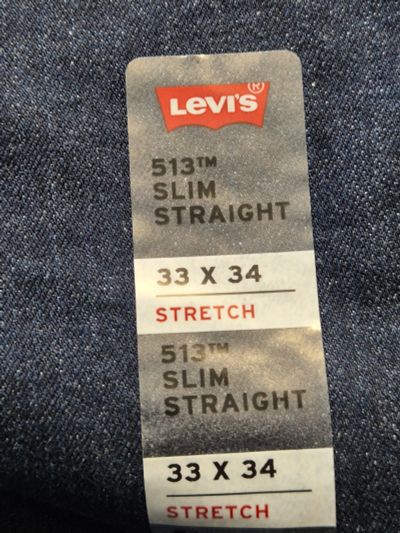 Levi's®
513™
SLIM
STRAIGHT
33 X 34
STRETCH
513™
SLIM
STRAIGHT
33 X 34
STRETCH